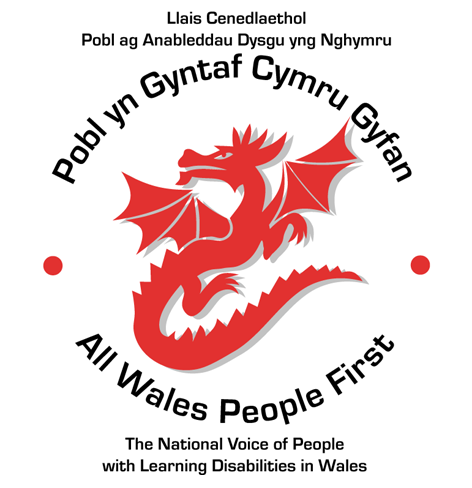 Llais Cenedlaethol
Pobl ag Anableddau Dysgu yng Nghymru
Pobl yn Gyntaf Cymru Gyfan
All Wales People First
The National Voice of People
with Learning Disabilities in Wales